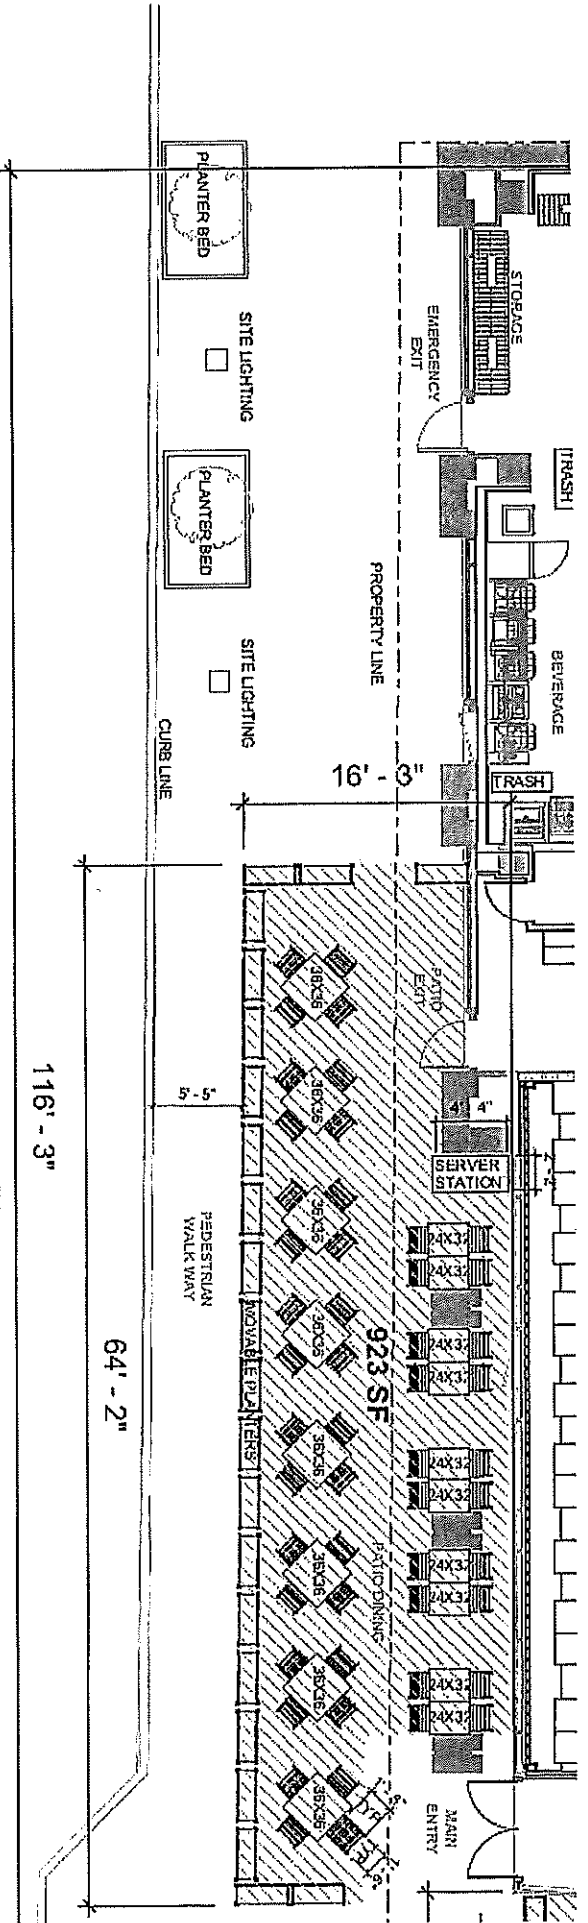 PLANTER BED
SITE LIGHTING
PLANTER BED
SITE LIGHTING
CURB LINE
STORAGE
EMERGENCY
EXIT
TRASH
PROPERTY LINE
BEVERAGE
TRASH
16' - 3"
PATIO
EXIT
4' 4"
SERVER
STATION
5' - 5"
116' - 3"
64' - 2"
PEDESTRIAN
WALK WAY
MOVABLE PLANTERS
36X36
36X36
36X36
36X36
36X36
36X36
36X36
36X36
24X32
24X32
24X32
24X32
24X32
24X32
24X32
24X32
24X32
24X32
923 SF
PATIO DINING
MAIN
ENTRY